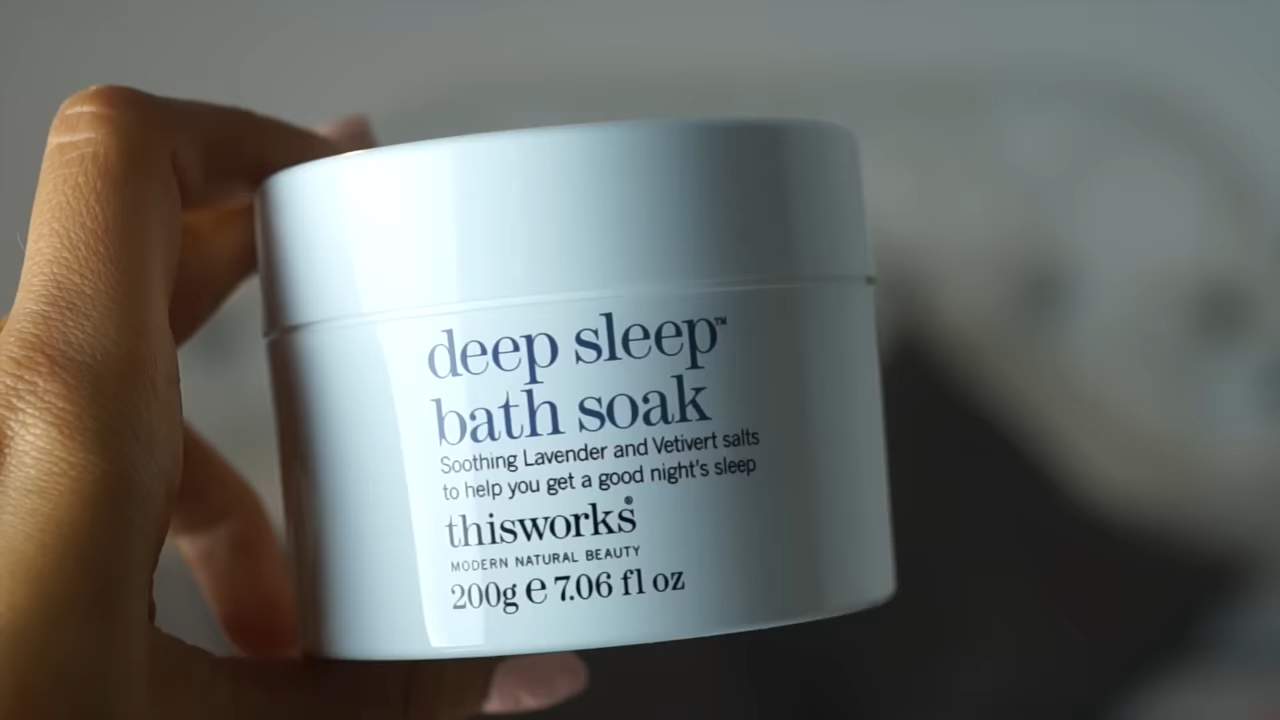 deep sleep™
bath soak
Soothing Lavender and Vetivert salts
to help you get a good night's sleep
thisworks®
MODERN NATURAL BEAUTY
200g e 7.06 fl oz